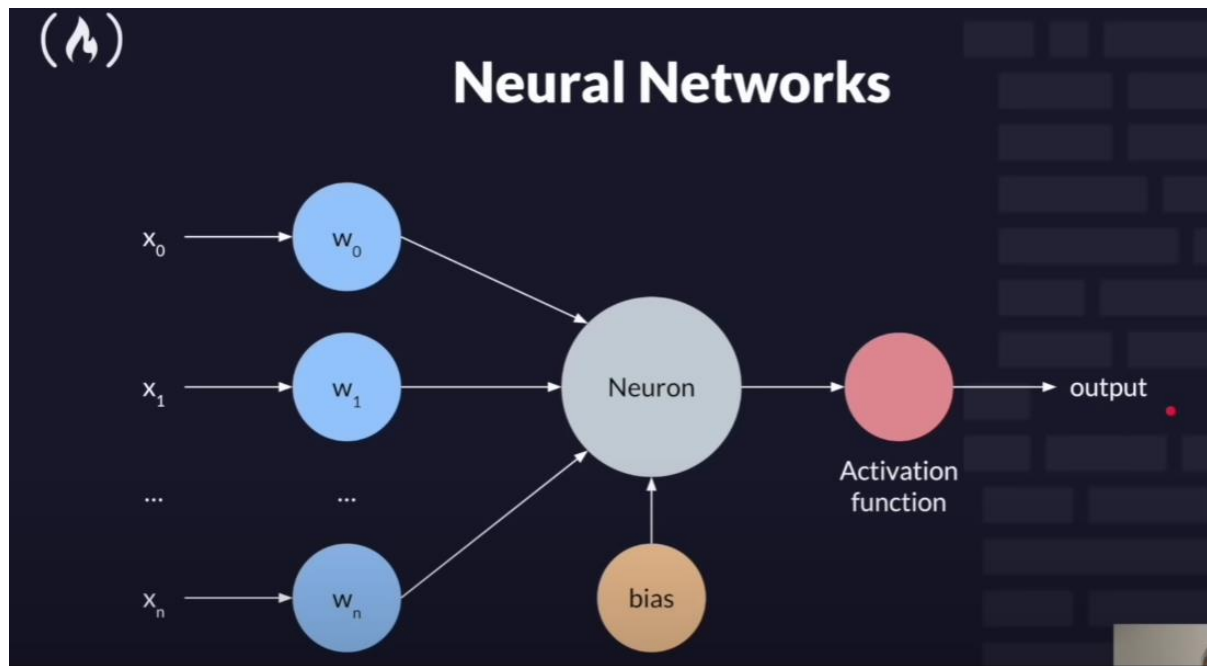 Neural Networks
x₀ w₀
x₁ w₁ Neuron output
Activation
function
... ...
xₙ wₙ bias